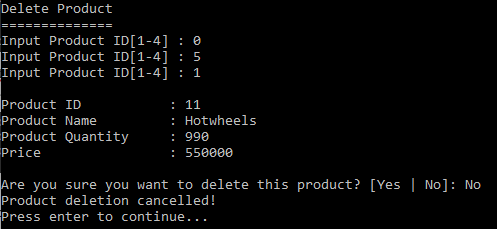 Delete Product
==============
Input Product ID[1-4] : 0
Input Product ID[1-4] : 5
Input Product ID[1-4] : 1
Product ID           : 11
Product Name         : Hotwheels
Product Quantity     : 990
Price                : 550000
Are you sure you want to delete this product? [Yes | No]: No
Product deletion cancelled!
Press enter to continue...